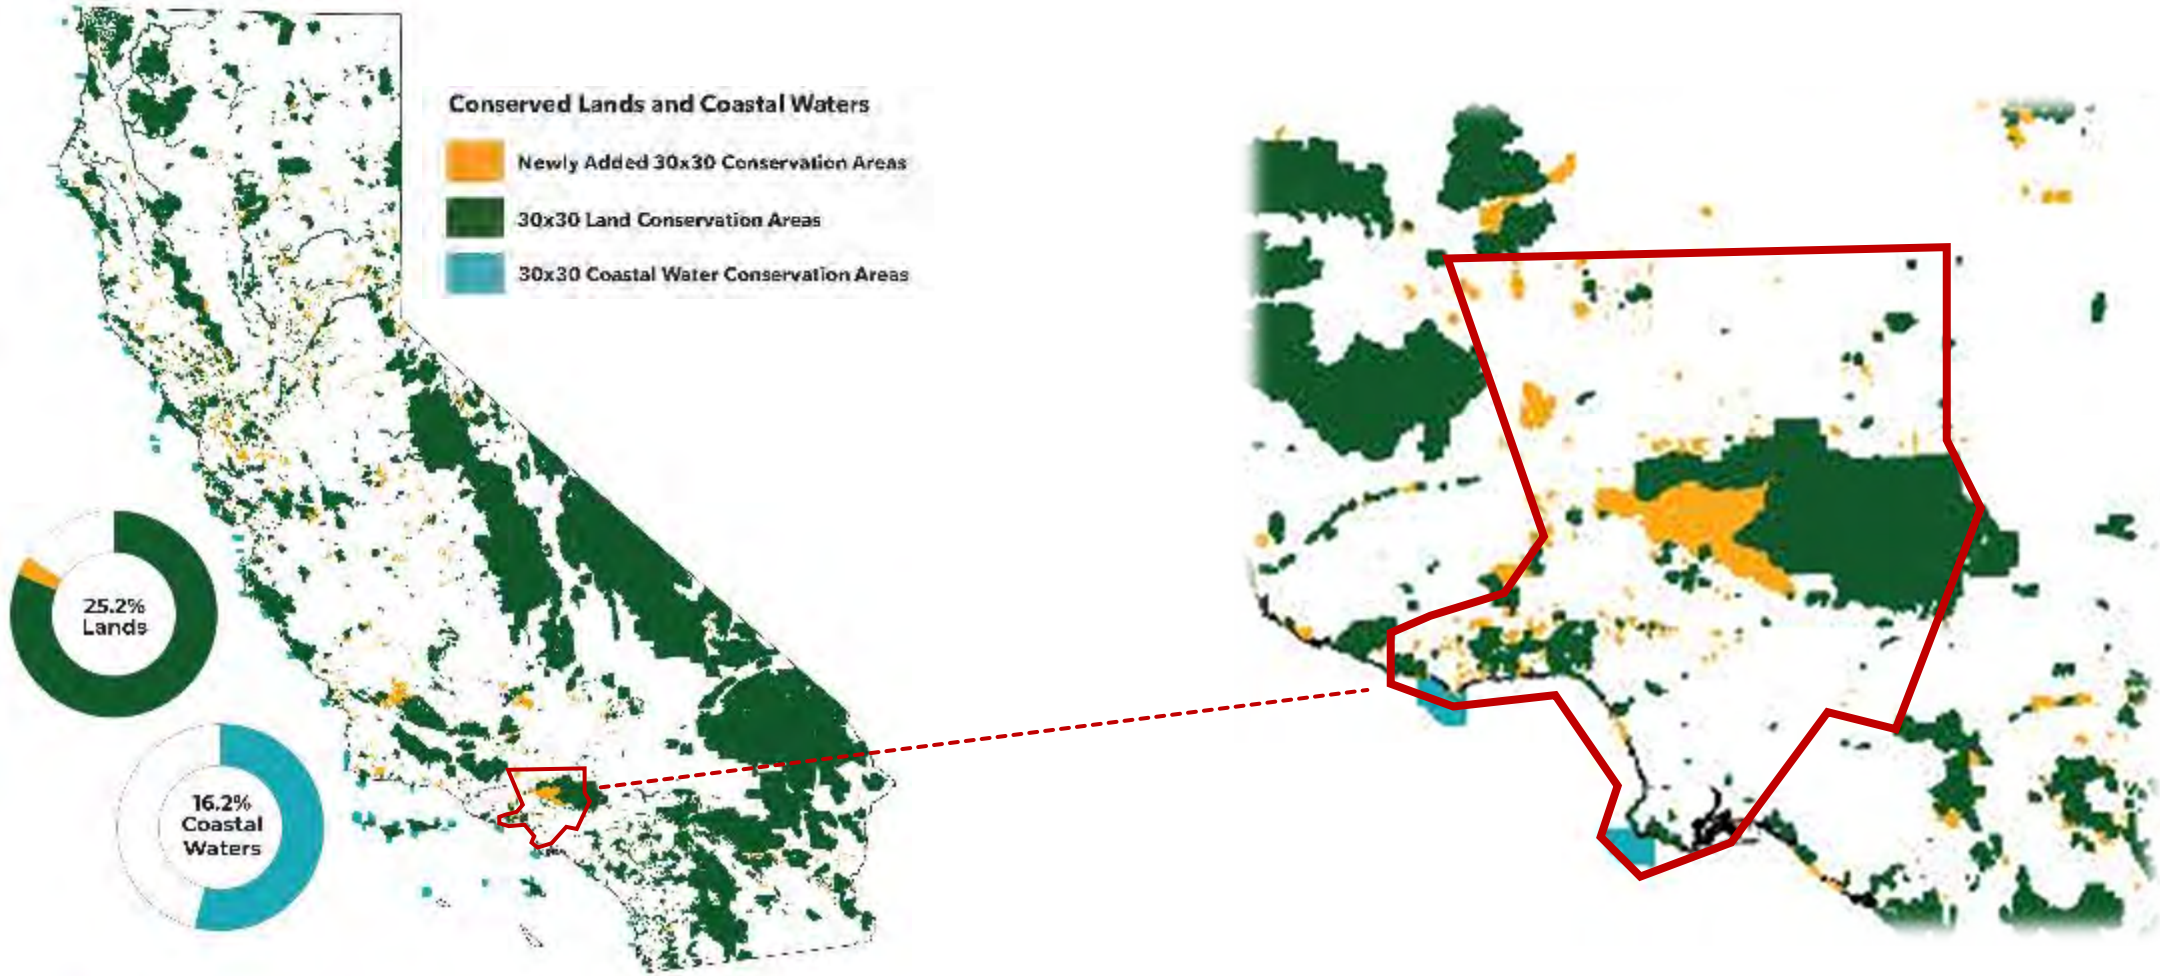 Conserved Lands and Coastal Waters
Newly Added 30x30 Conservation Areas
30x30 Land Conservation Areas
30x30 Coastal Water Conservation Areas
25.2%
Lands
16.2%
Coastal
Waters